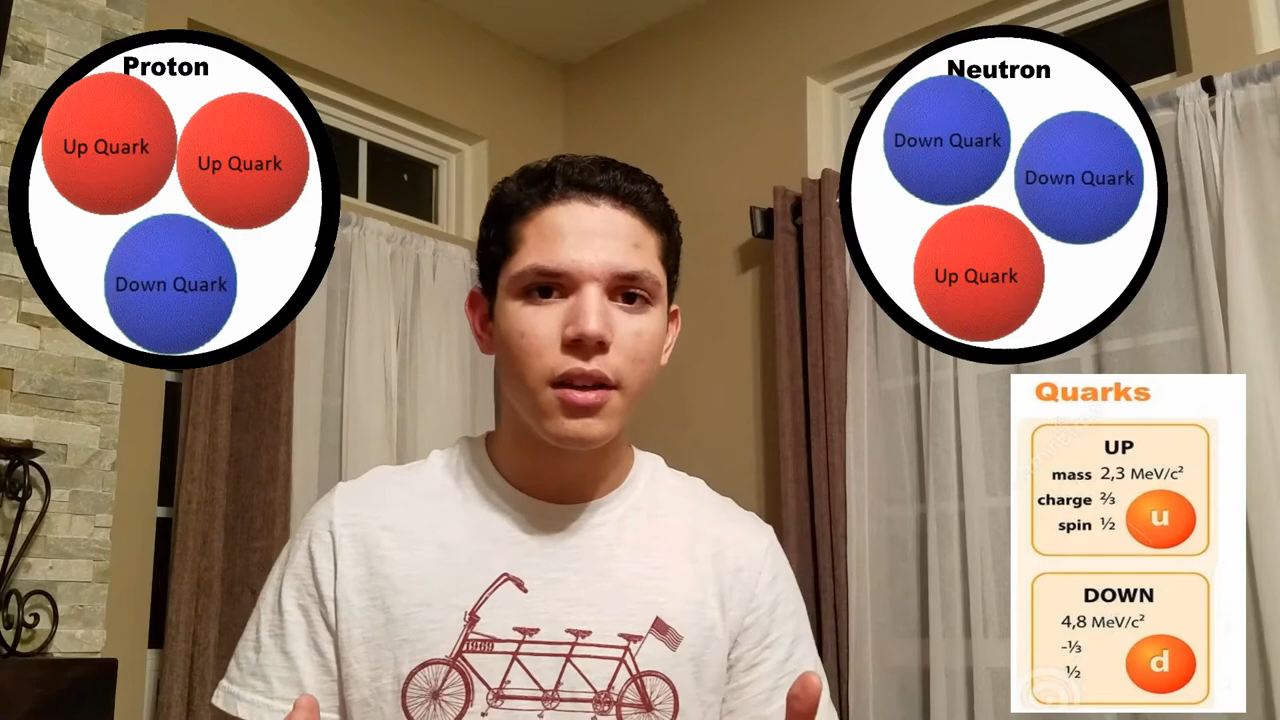 Proton
Up Quark
Up Quark
Down Quark
Neutron
Down Quark
Down Quark
Up Quark
Quarks
UP
mass 2,3 MeV/c²
charge ⅔
spin ½
u
DOWN
4,8 MeV/c²
-⅓
½
d
1969